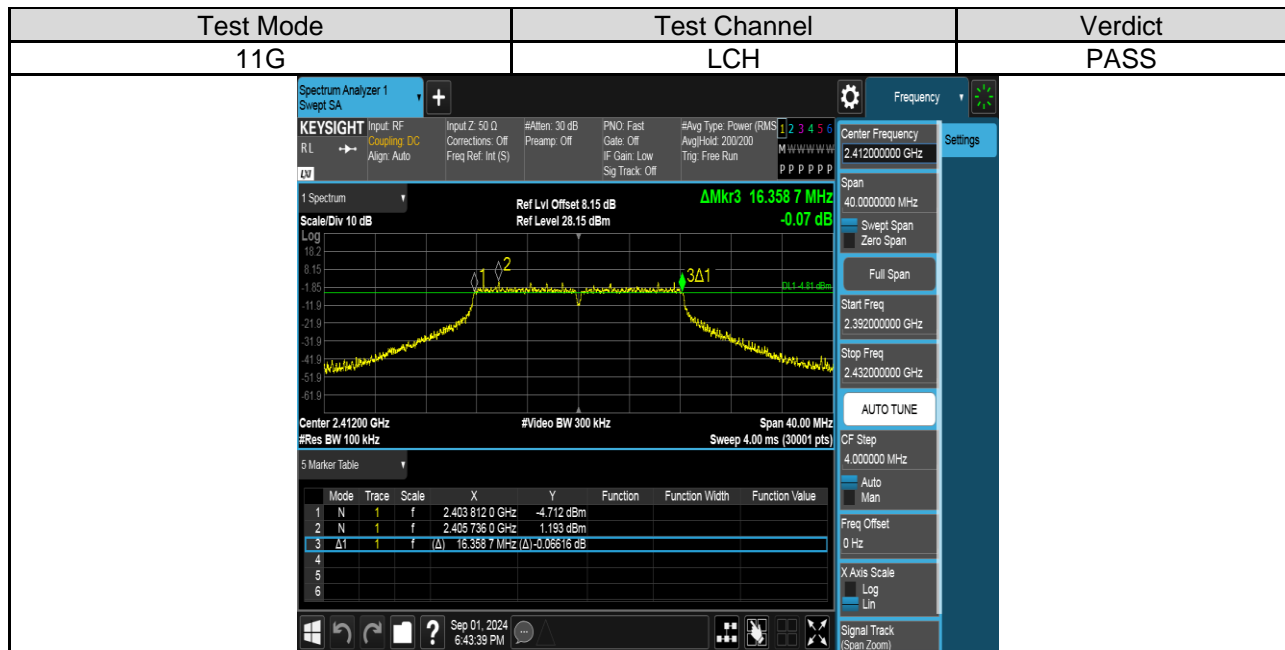 Test Mode Test Channel Verdict
11G LCH PASS
Spectrum Analyzer 1
Swept SA
+
Frequency
KEYSIGHT Input: RF Input Z: 50 Ω #Atten: 30 dB PNO: Fast #Avg Type: Power (RMS 1 2 3 4 5 6
RL Coupling: DC Corrections: Off Preamp: Off Gate: Off Avg|Hold: 200/200 M W W W W W
Align: Auto Freq Ref: Int (S) IF Gain: Low Trig: Free Run
LXI Sig Track: Off P P P P P P
Center Frequency
2.412000000 GHz
Settings
Span
40.0000000 MHz
Swept Span
Zero Span
Full Span
Start Freq
2.392000000 GHz
Stop Freq
2.432000000 GHz
AUTO TUNE
CF Step
4.000000 MHz
Auto
Man
Freq Offset
0 Hz
X Axis Scale
Log
Lin
Signal Track
(Span Zoom)
1 Spectrum Ref Lvl Offset 8.15 dB ΔMkr3 16.358 7 MHz
Scale/Div 10 dB Ref Level 28.15 dBm -0.07 dB
Log
18.2
8.15
-1.85
-11.9
-21.9
-31.9
-41.9
-51.9
-61.9
1 2 3Δ1
DL1 -4.81 dBm
Center 2.41200 GHz #Video BW 300 kHz Span 40.00 MHz
#Res BW 100 kHz Sweep 4.00 ms (30001 pts)
5 Marker Table
Mode Trace Scale X Y Function Function Width Function Value
1 N 1 f 2.403 812 0 GHz -4.712 dBm
2 N 1 f 2.405 736 0 GHz 1.193 dBm
3 Δ1 1 f (Δ) 16.358 7 MHz (Δ) -0.06616 dB
4
5
6
? Sep 01, 2024
6:43:39 PM